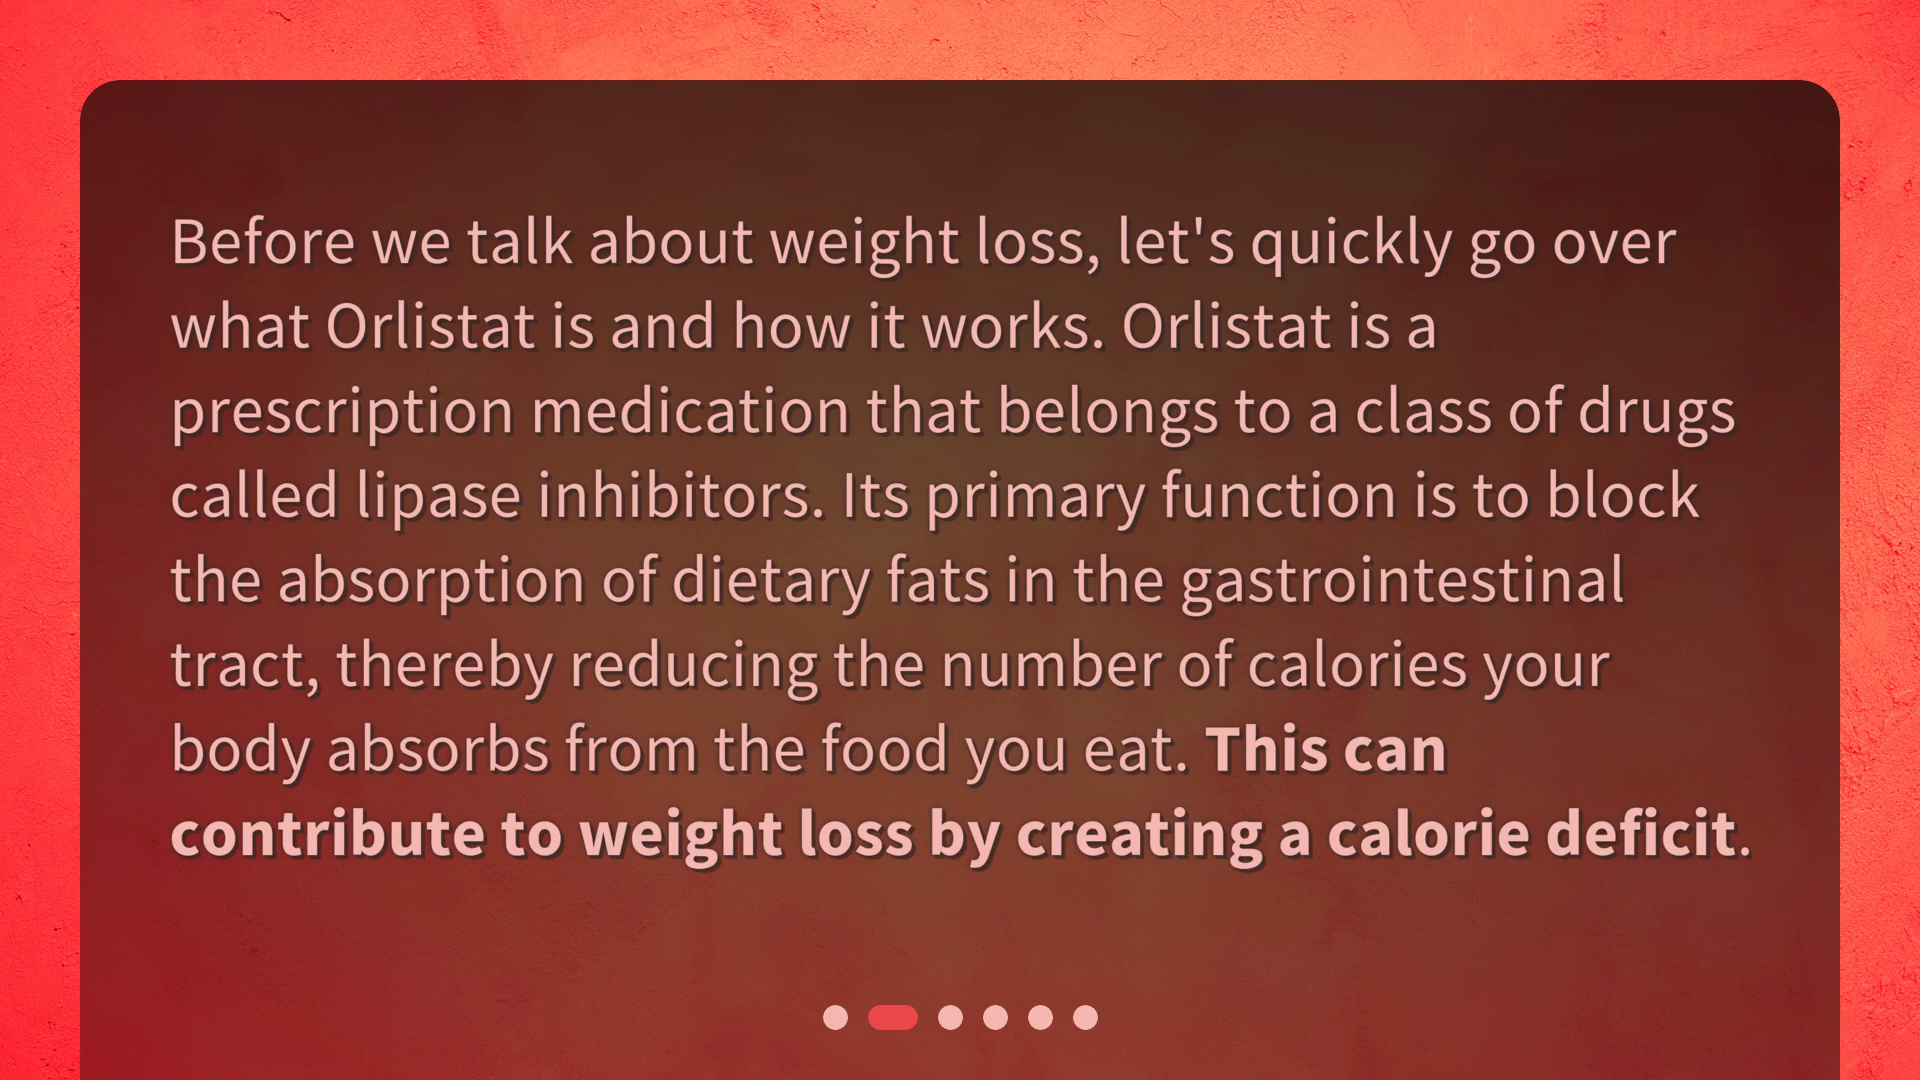 Before we talk about weight loss, let's quickly go over
what Orlistat is and how it works. Orlistat is a
prescription medication that belongs to a class of drugs
called lipase inhibitors. Its primary function is to block
the absorption of dietary fats in the gastrointestinal
tract, thereby reducing the number of calories your
body absorbs from the food you eat. This can
contribute to weight loss by creating a calorie deficit.